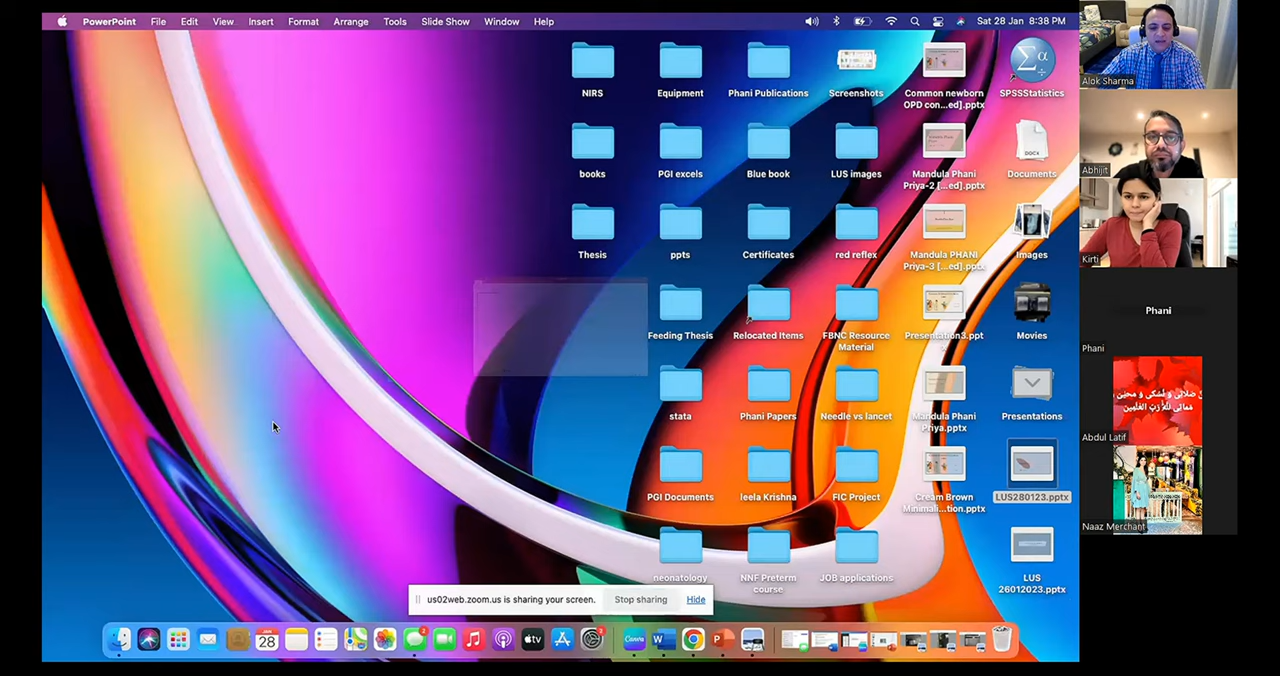 PowerPoint File Edit View Insert Format Arrange Tools Slide Show Window Help Sat 28 Jan 8:38 PM
NIRS
Equipment
Phani Publications
Screenshots
Common newborn
OPD con...ed].pptx
SPSSStatistics
books
PGI excels
Blue book
LUS images
Mandula Phani
Priya-2 [...ed].pptx
DOCX
Documents
Thesis
ppts
Certificates
red reflex
Mandula PHANI
Priya-3 [...ed].pptx
Images
Feeding Thesis
Relocated Items
FBNC Resource
Material
Presentation3.ppt
Movies
stata
Phani Papers
Needle vs lancet
Mandula Phani
Priya.pptx
Presentations
PGI Documents
leela Krishna
FIC Project
Cream Brown
Minimali...tion.pptx
LUS280123.pptx
neonatology
NNF Preterm
course
JOB applications
LUS
26012023.pptx
us02web.zoom.us is sharing your screen. Stop sharing Hide
JAN
28
Alok Sharma
Abhijit
Kirti
Phani
Phani
Abdul Latif
Naaz Merchant